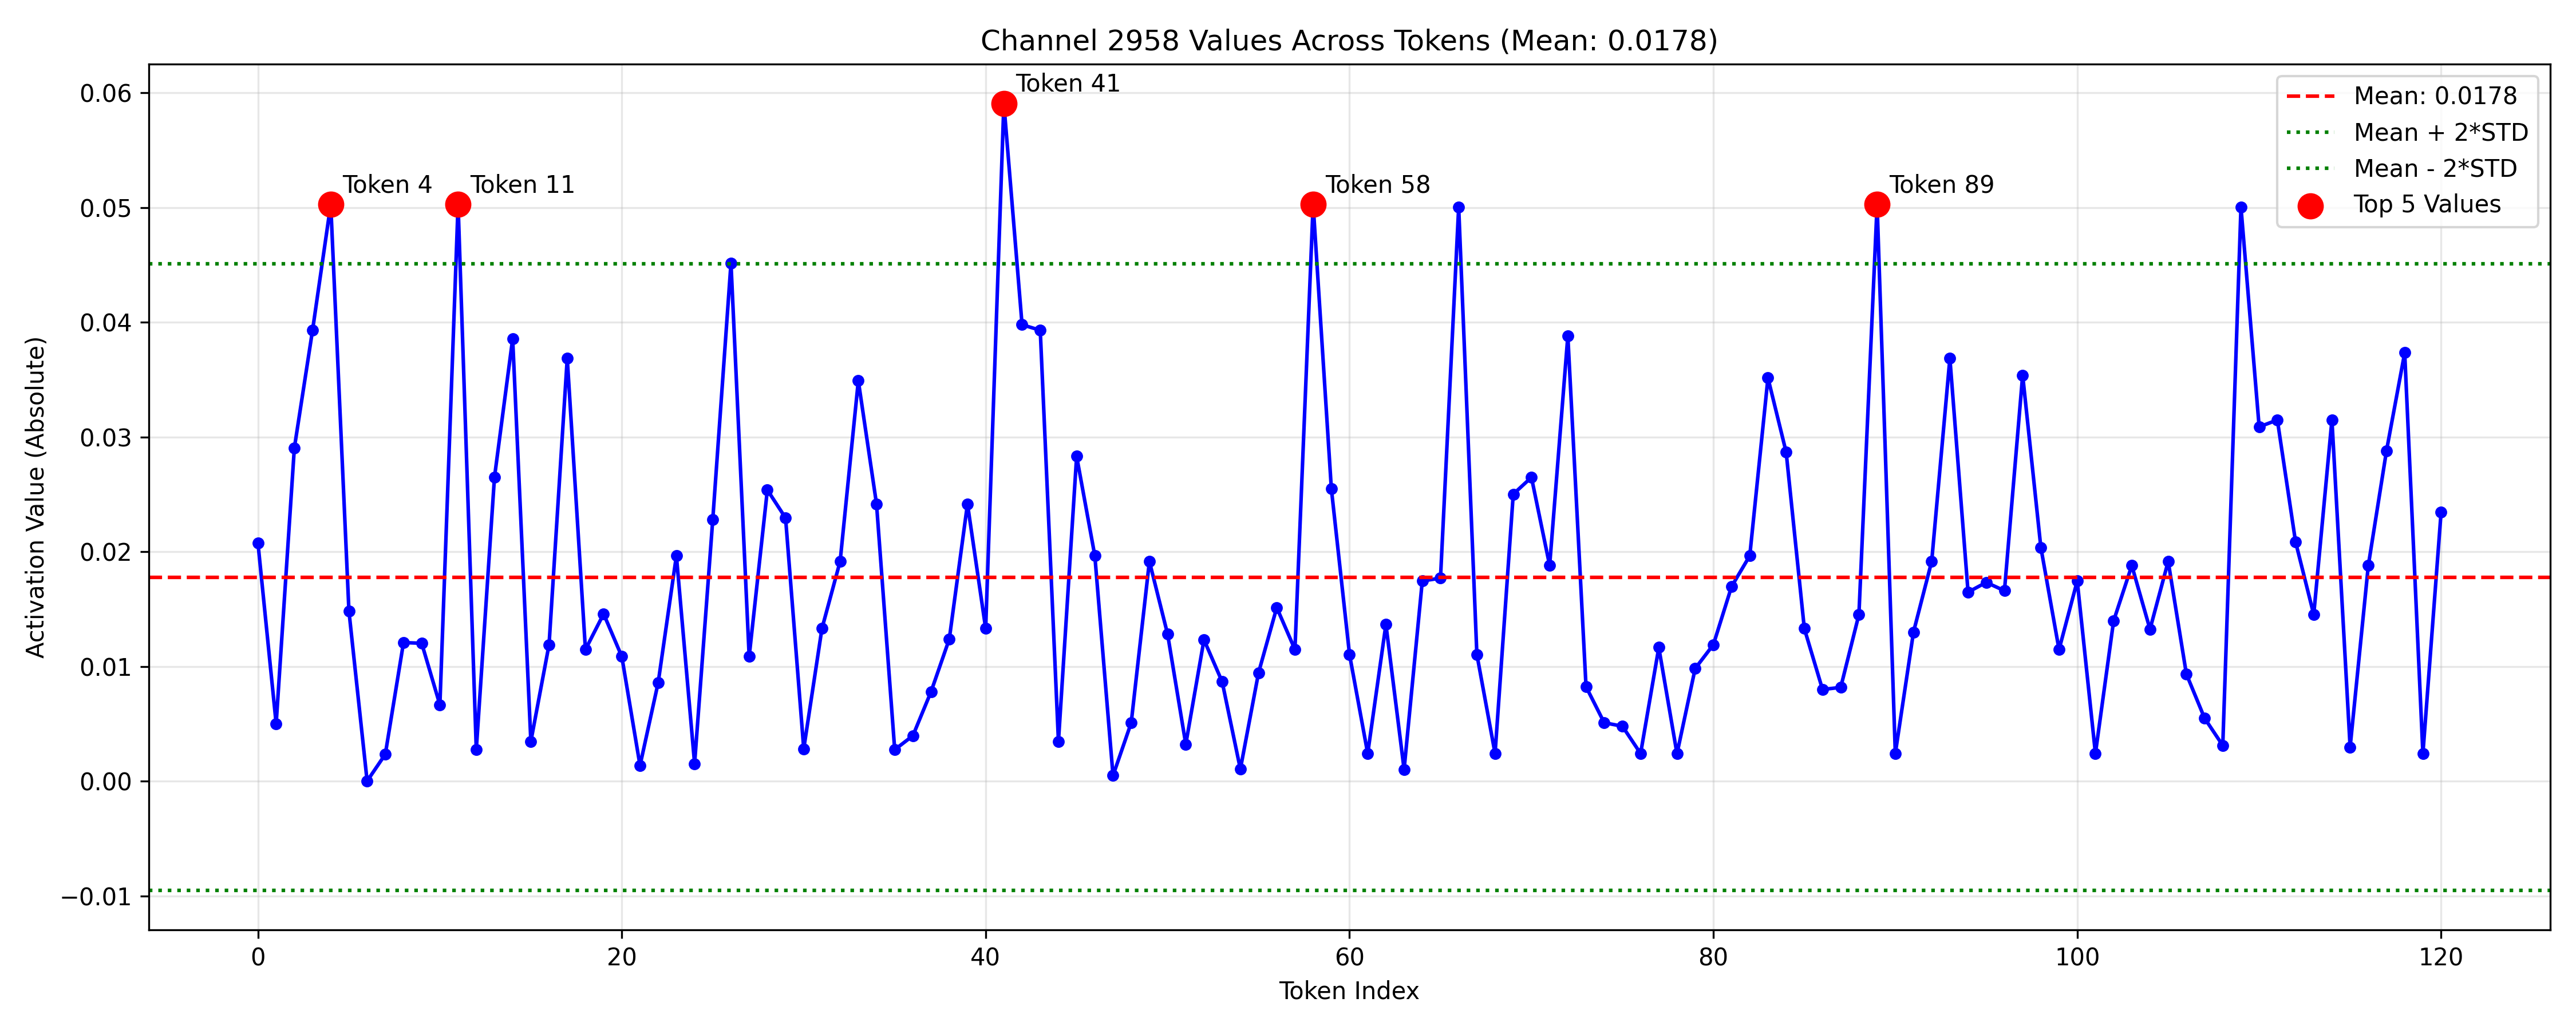 Channel 2958 Values Across Tokens (Mean: 0.0178)
Token 41
Token 4
Token 11
Token 58
Token 89
Mean: 0.0178
Mean + 2*STD
Mean - 2*STD
Top 5 Values
Activation Value (Absolute)
0.06
0.05
0.04
0.03
0.02
0.01
0.00
−0.01
0 20 40 60 80 100 120
Token Index